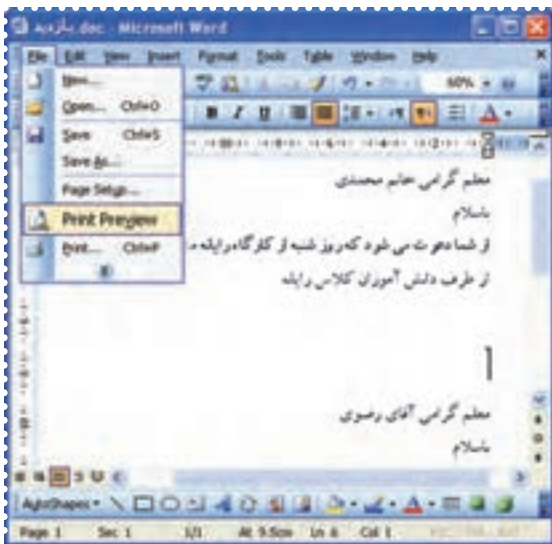 بازدید.doc - Microsoft Word
File Edit View Insert Format Tools Table Window Help
60%
New...
Open... Ctrl+O
Save Ctrl+S
Save As...
Page Setup...
Print Preview
Print... Ctrl+P
معلم گرامی خانم محمدی
باسلام
از شما دعوت می شود که روز شنبه از کارگاه رایانه
از طرف دانش آموزان کلاس رایانه
معلم گرامی آقای رضوی
باسلام
AutoShapes
Page 1 Sec 1 1/1 At 9.5cm Ln 6 Col 1